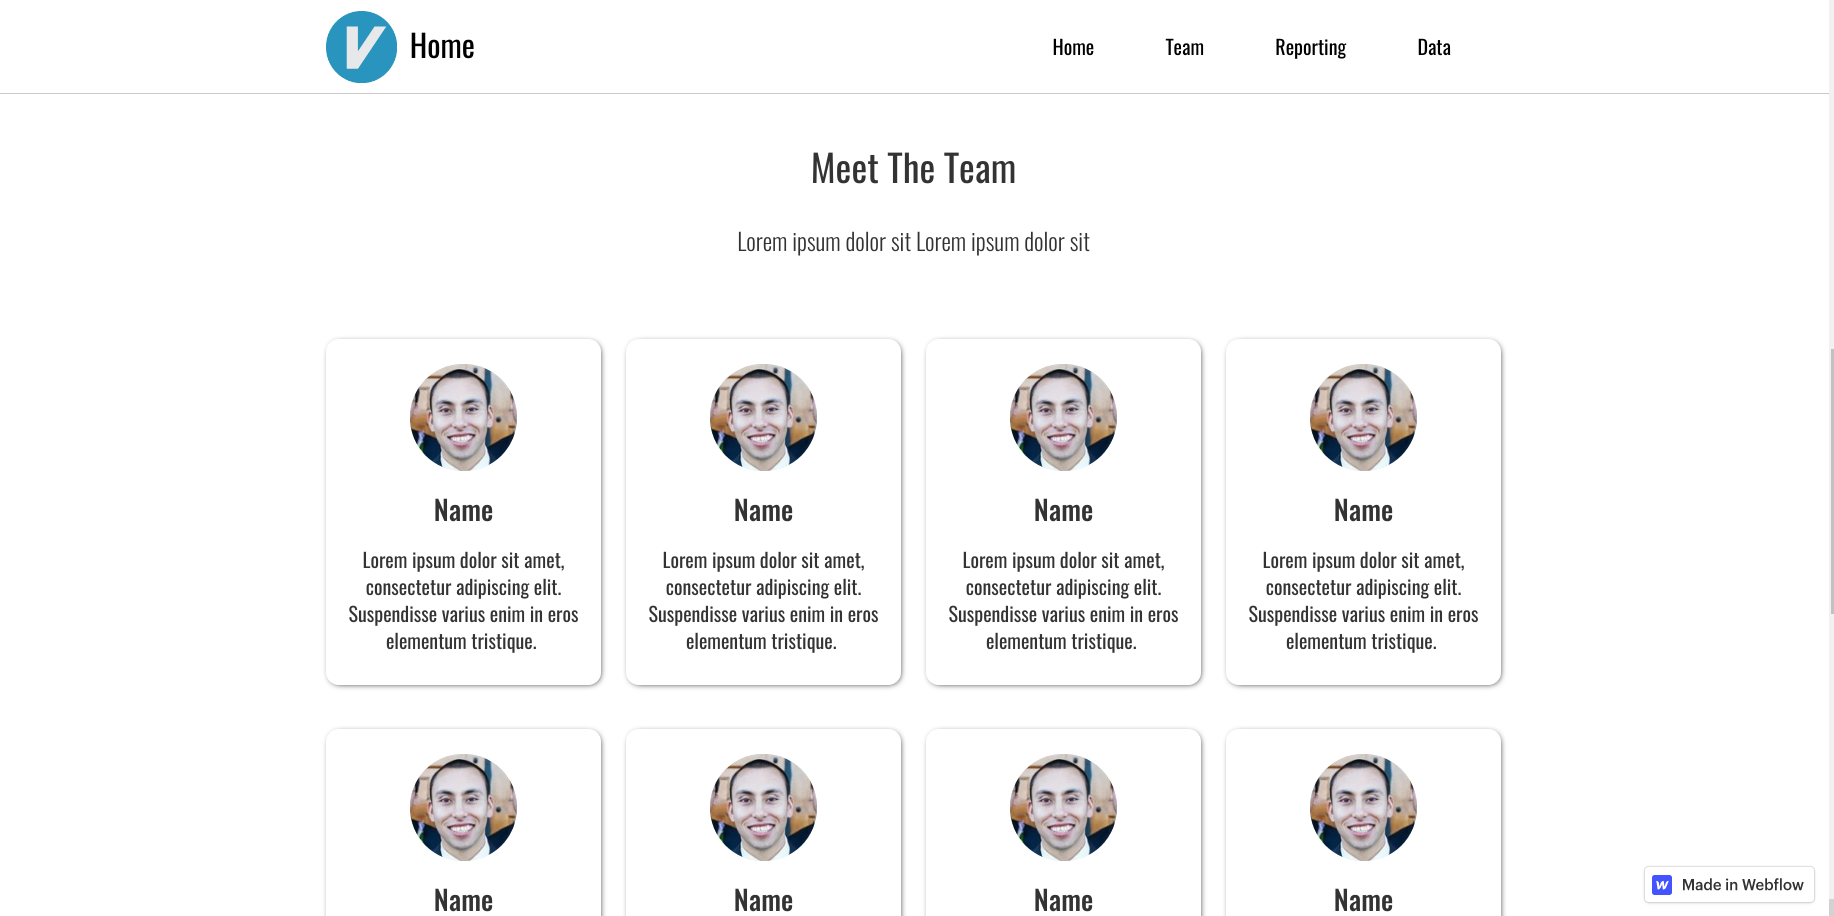 V Home
Home Team Reporting Data
Meet The Team
Lorem ipsum dolor sit Lorem ipsum dolor sit
Name
Lorem ipsum dolor sit amet,
consectetur adipiscing elit.
Suspendisse varius enim in eros
elementum tristique.
Name
Lorem ipsum dolor sit amet,
consectetur adipiscing elit.
Suspendisse varius enim in eros
elementum tristique.
Name
Lorem ipsum dolor sit amet,
consectetur adipiscing elit.
Suspendisse varius enim in eros
elementum tristique.
Name
Lorem ipsum dolor sit amet,
consectetur adipiscing elit.
Suspendisse varius enim in eros
elementum tristique.
Name
Name
Name
Name
W Made in Webflow